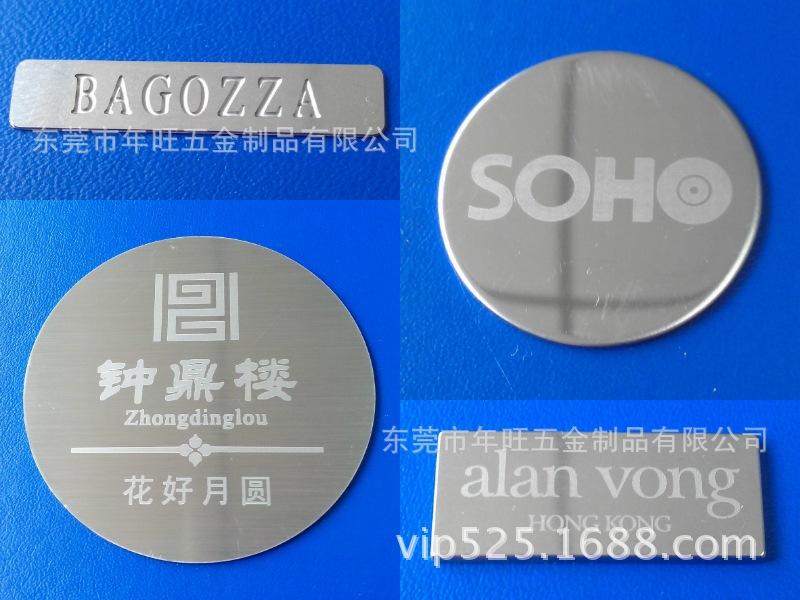 BAGOZZA
东莞市年旺五金制品有限公司
SOHO
钟鼎楼
Zhongdinglou
花好月圆
东莞市年旺五金制品有限公司
alan vong
HONG KONG
vip525.1688.com